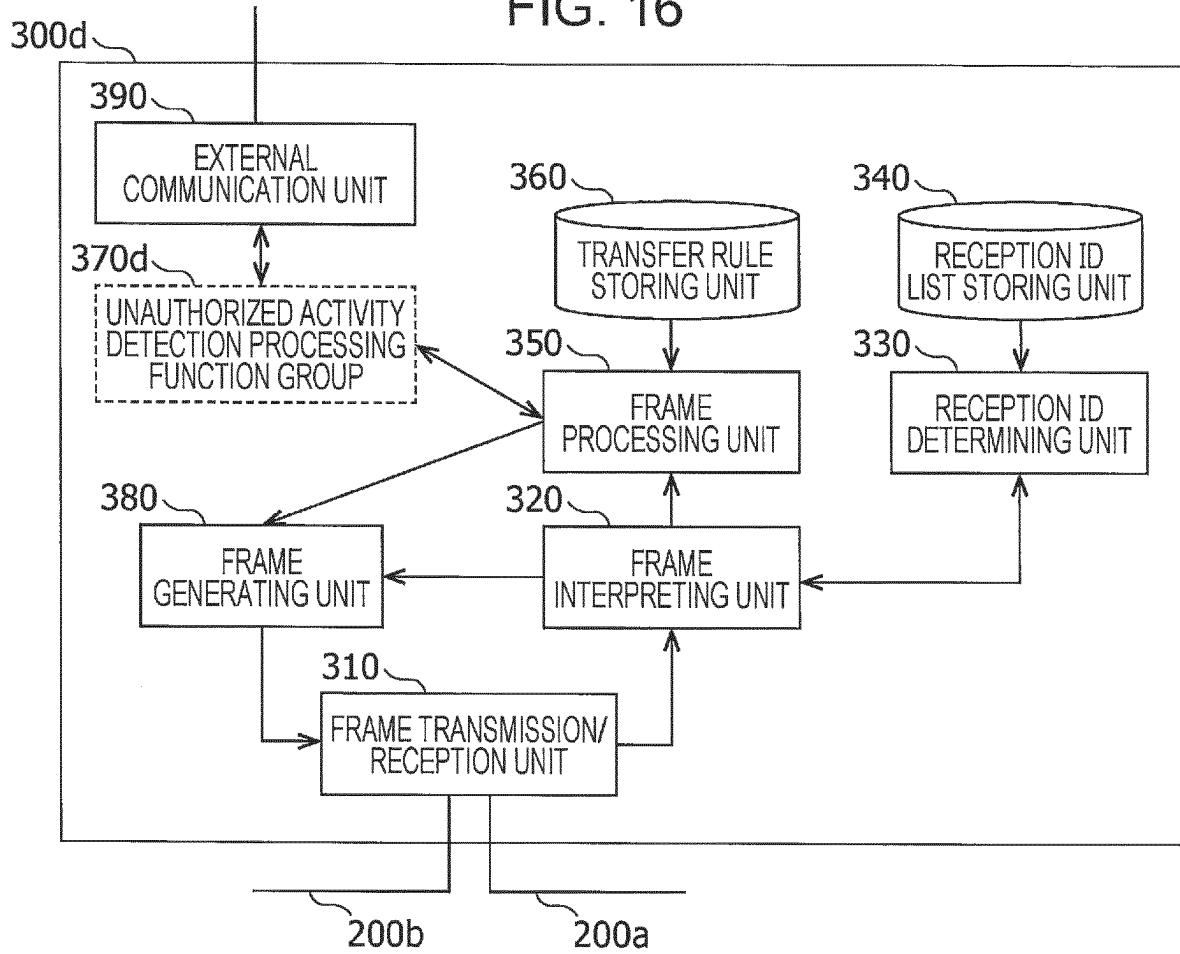 FIG. 16
300d
390
EXTERNAL
COMMUNICATION UNIT
360
TRANSFER RULE
STORING UNIT
340
RECEPTION ID
LIST STORING UNIT
370d
UNAUTHORIZED ACTIVITY
DETECTION PROCESSING
FUNCTION GROUP
350
FRAME
PROCESSING UNIT
330
RECEPTION ID
DETERMINING UNIT
380
FRAME
GENERATING UNIT
320
FRAME
INTERPRETING UNIT
310
FRAME TRANSMISSION/
RECEPTION UNIT
200b
200a